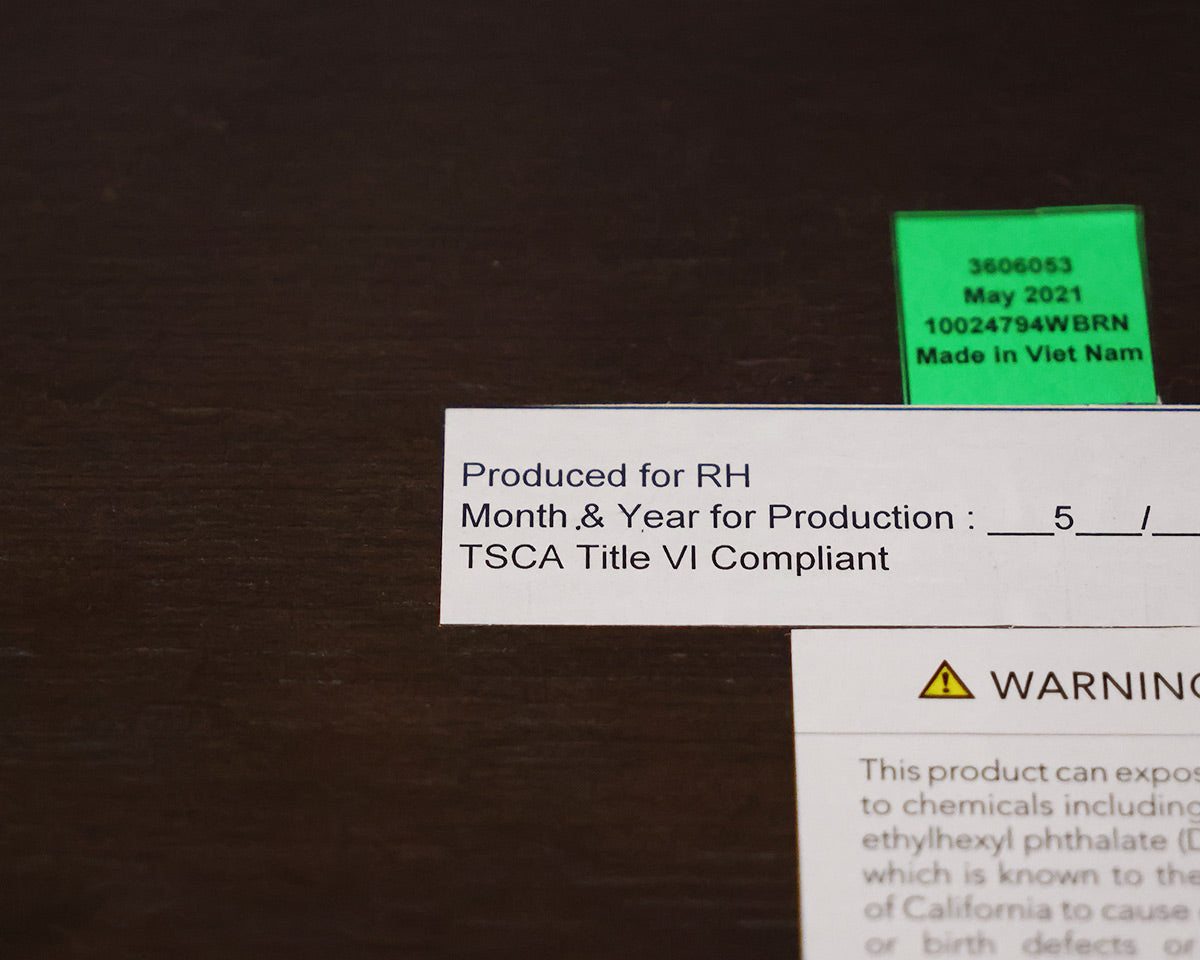 3606053
May 2021
10024794WBRN
Made in Viet Nam
Produced for RH
Month & Year for Production : ___5___/__
TSCA Title VI Compliant
WARNING
This product can expos
to chemicals including
ethylhexyl phthalate (D
which is known to the
of California to cause
or birth defects or